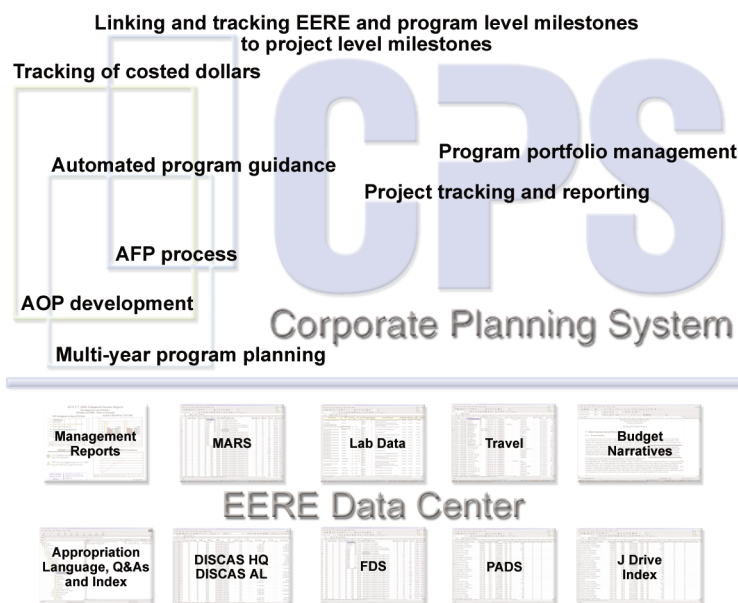 Linking and tracking EERE and program level milestones
to project level milestones
Tracking of costed dollars
CPS
Program portfolio management
Automated program guidance
Project tracking and reporting
AFP process
AOP development
Corporate Planning System
Multi-year program planning
Management
Reports
MARS
Lab Data
Travel
Budget
Narratives
EERE Data Center
Appropriation
Language, Q&As
and Index
DISCAS HQ
DISCAS AL
FDS
PADS
J Drive
Index